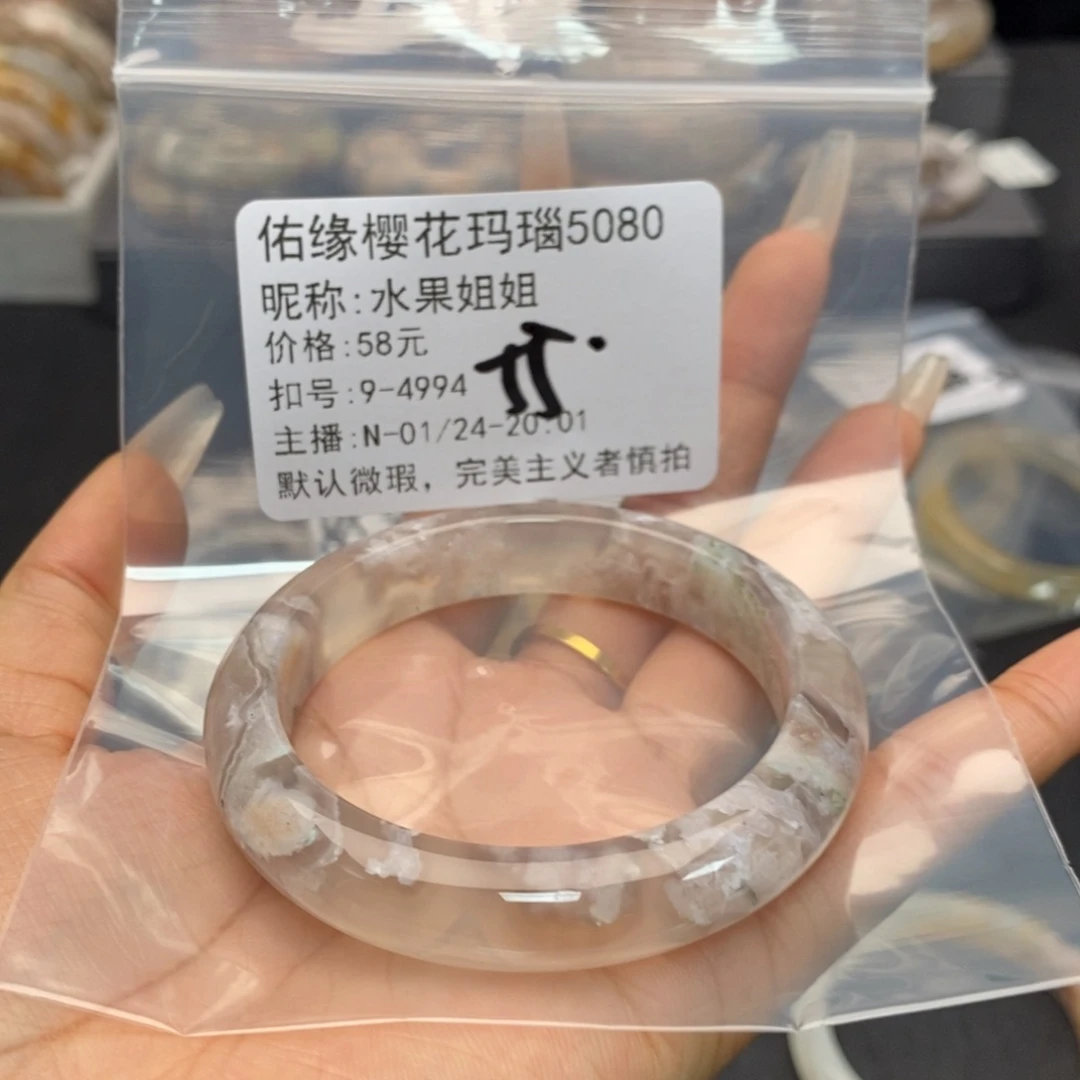 佑缘樱花玛瑙5080
昵称:水果姐姐
价格:58元
扣号:9-4994
主播:N-01/24-20:01
默认微瑕，完美主义者慎拍